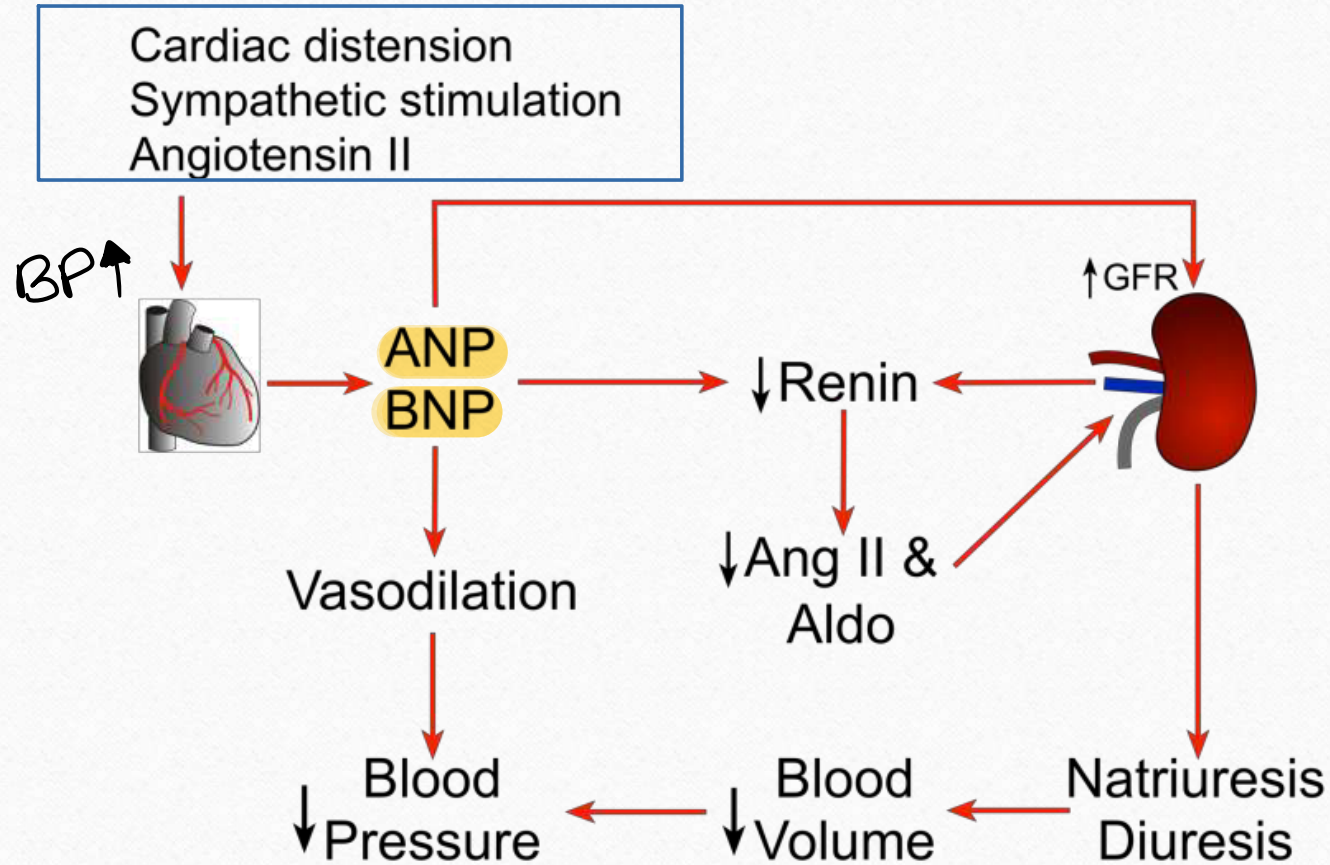 Cardiac distension
Sympathetic stimulation
Angiotensin II
BP↑
↑GFR
ANP
BNP
↓Renin
↓Ang II &
Aldo
Vasodilation
Blood
↓Pressure
Blood
↓Volume
Natriuresis
Diuresis